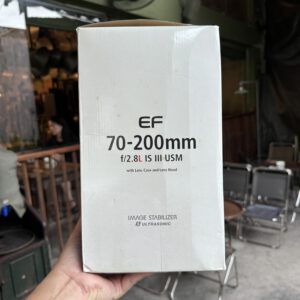 EF
70-200mm
f/2.8L IS III USM
with Lens Case and Lens Hood
IMAGE STABILIZER
ULTRASONIC